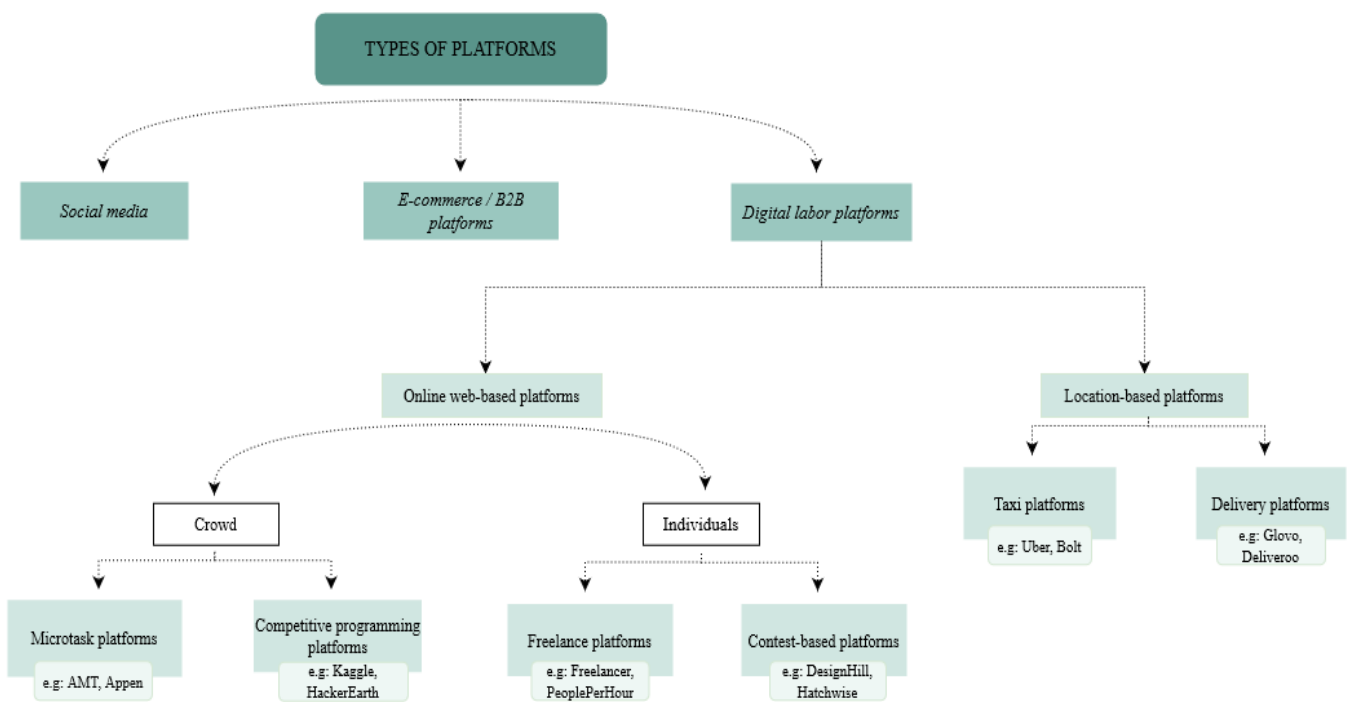 TYPES OF PLATFORMS
Social media
E-commerce / B2B
platforms
Digital labor platforms
Online web-based platforms
Location-based platforms
Crowd
Individuals
Taxi platforms
e.g: Uber, Bolt
Delivery platforms
e.g: Glovo,
Deliveroo
Microtask platforms
e.g: AMT, Appen
Competitive programming
platforms
e.g: Kaggle,
HackerEarth
Freelance platforms
e.g: Freelancer,
PeoplePerHour
Contest-based platforms
e.g: DesignHill,
Hatchwise